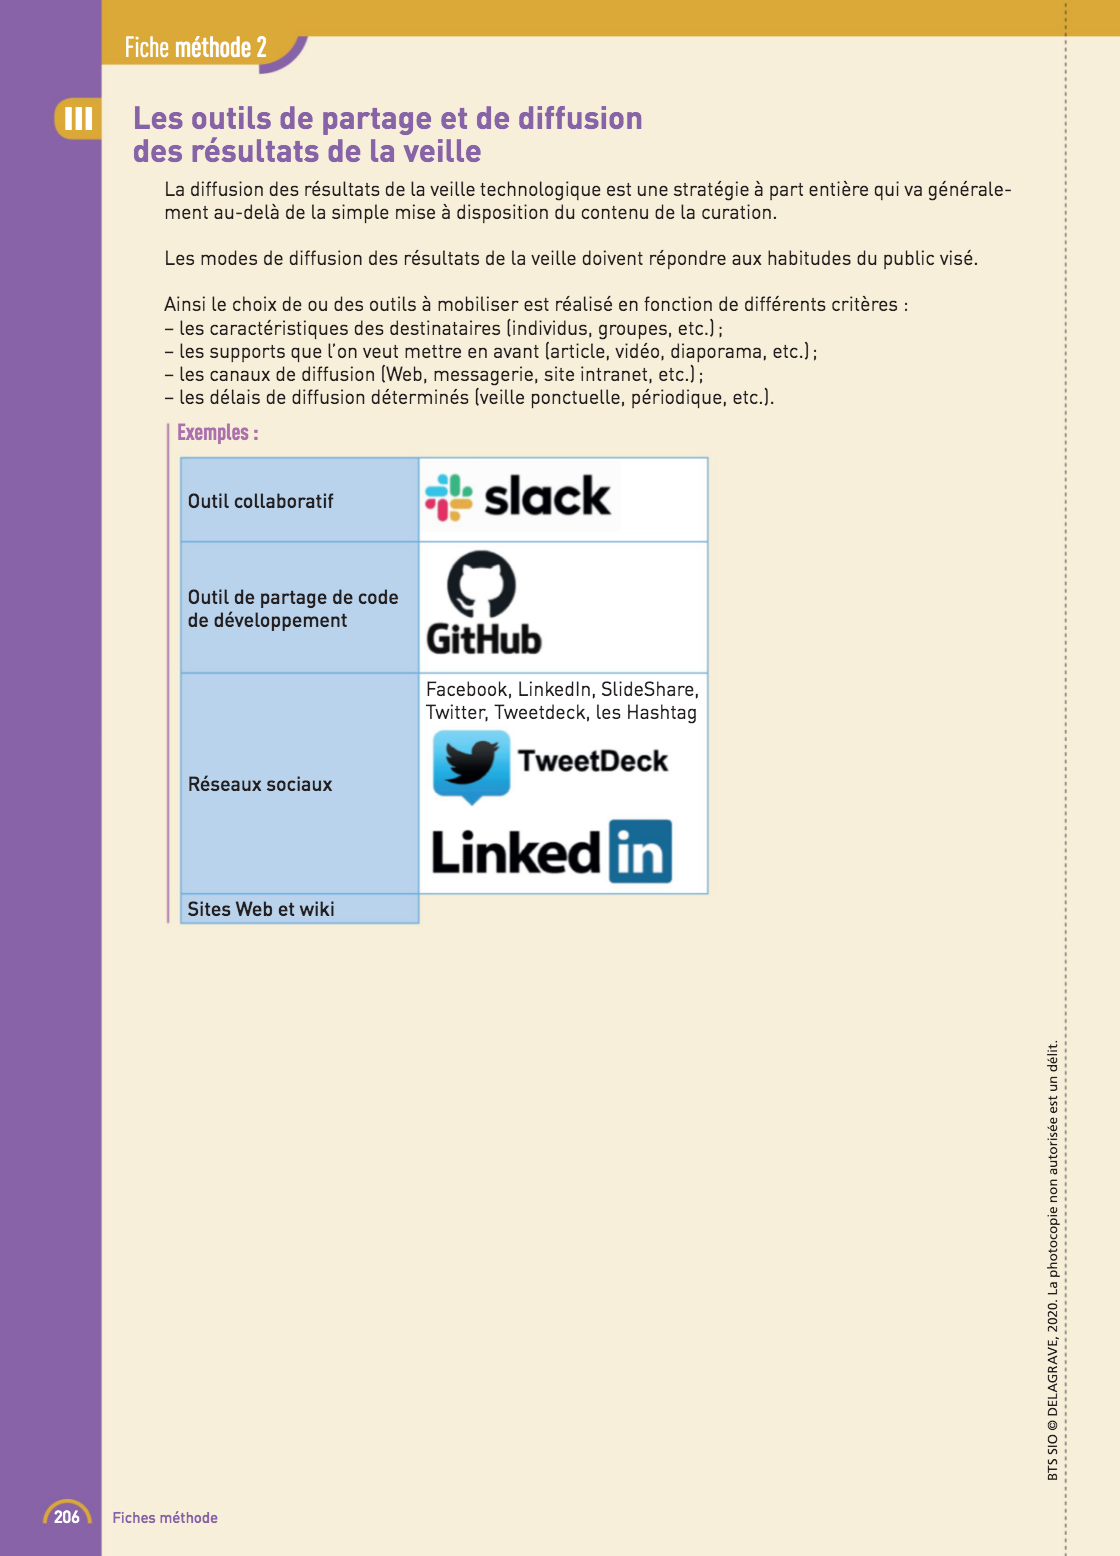 Fiche méthode 2
III
Les outils de partage et de diffusion
des résultats de la veille
La diffusion des résultats de la veille technologique est une stratégie à part entière qui va générale-
ment au-delà de la simple mise à disposition du contenu de la curation.
Les modes de diffusion des résultats de la veille doivent répondre aux habitudes du public visé.
Ainsi le choix de ou des outils à mobiliser est réalisé en fonction de différents critères :
– les caractéristiques des destinataires (individus, groupes, etc.) ;
– les supports que l’on veut mettre en avant (article, vidéo, diaporama, etc.) ;
– les canaux de diffusion (Web, messagerie, site intranet, etc.) ;
– les délais de diffusion déterminés (veille ponctuelle, périodique, etc.).
Exemples :
Outil collaboratif
slack
Outil de partage de code
de développement
GitHub
Réseaux sociaux
Facebook, LinkedIn, SlideShare,
Twitter, Tweetdeck, les Hashtag
TweetDeck
Linked in
Sites Web et wiki
BTS SIO © DELAGRAVE, 2020. La photocopie non autorisée est un délit.
206
Fiches méthode